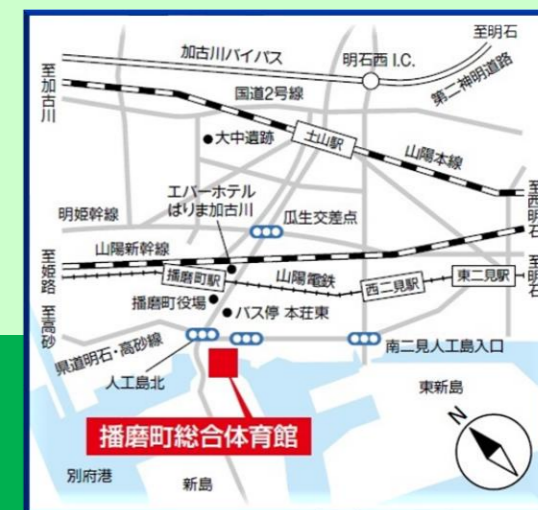 至明石
加古川バイパス
明石西 I.C.
第二神明道路
至加古川
国道2号線
大中遺跡
土山駅
山陽本線
エバーホテル
はりま加古川
至西明石
明姫幹線
瓜生交差点
山陽新幹線
至姫路
播磨町駅
山陽電鉄
西二見駅
東二見駅
至明石
播磨町役場
バス停 本荘東
至高砂
県道明石・高砂線
人工島北
南二見人工島入口
東新島
播磨町総合体育館
N
別府港
新島